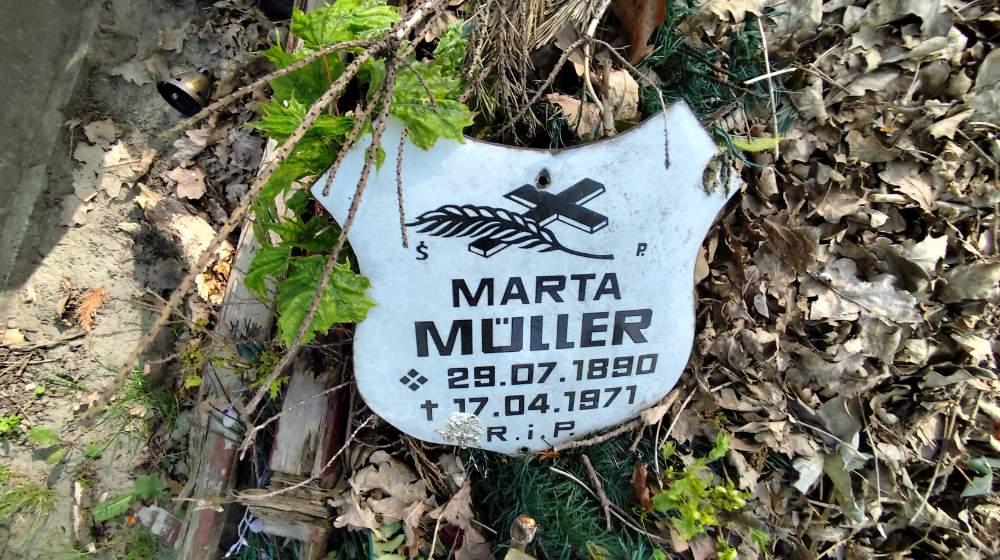 Ś P.
MARTA
MÜLLER
29.07.1890
† 17.04.1971
R.i P.